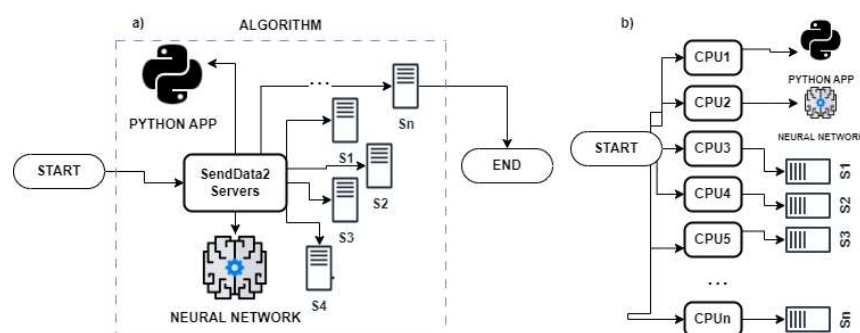 a)
ALGORITHM
PYTHON APP
...
Sn
START
SendData2
Servers
S1
S2
S3
S4
END
NEURAL NETWORK
b)
CPU1
PYTHON APP
CPU2
NEURAL NETWORK
START
CPU3
S1
CPU4
S2
CPU5
S3
...
CPUn
Sn